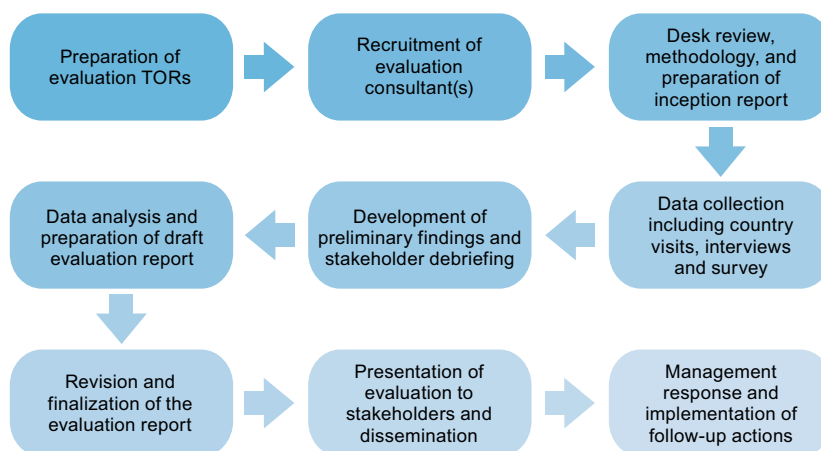 Preparation of
evaluation TORs
Recruitment of
evaluation
consultant(s)
Desk review,
methodology, and
preparation of
inception report
Data collection
including country
visits, interviews
and survey
Development of
preliminary findings and
stakeholder debriefing
Data analysis and
preparation of draft
evaluation report
Revision and
finalization of the
evaluation report
Presentation of
evaluation to
stakeholders and
dissemination
Management
response and
implementation of
follow-up actions